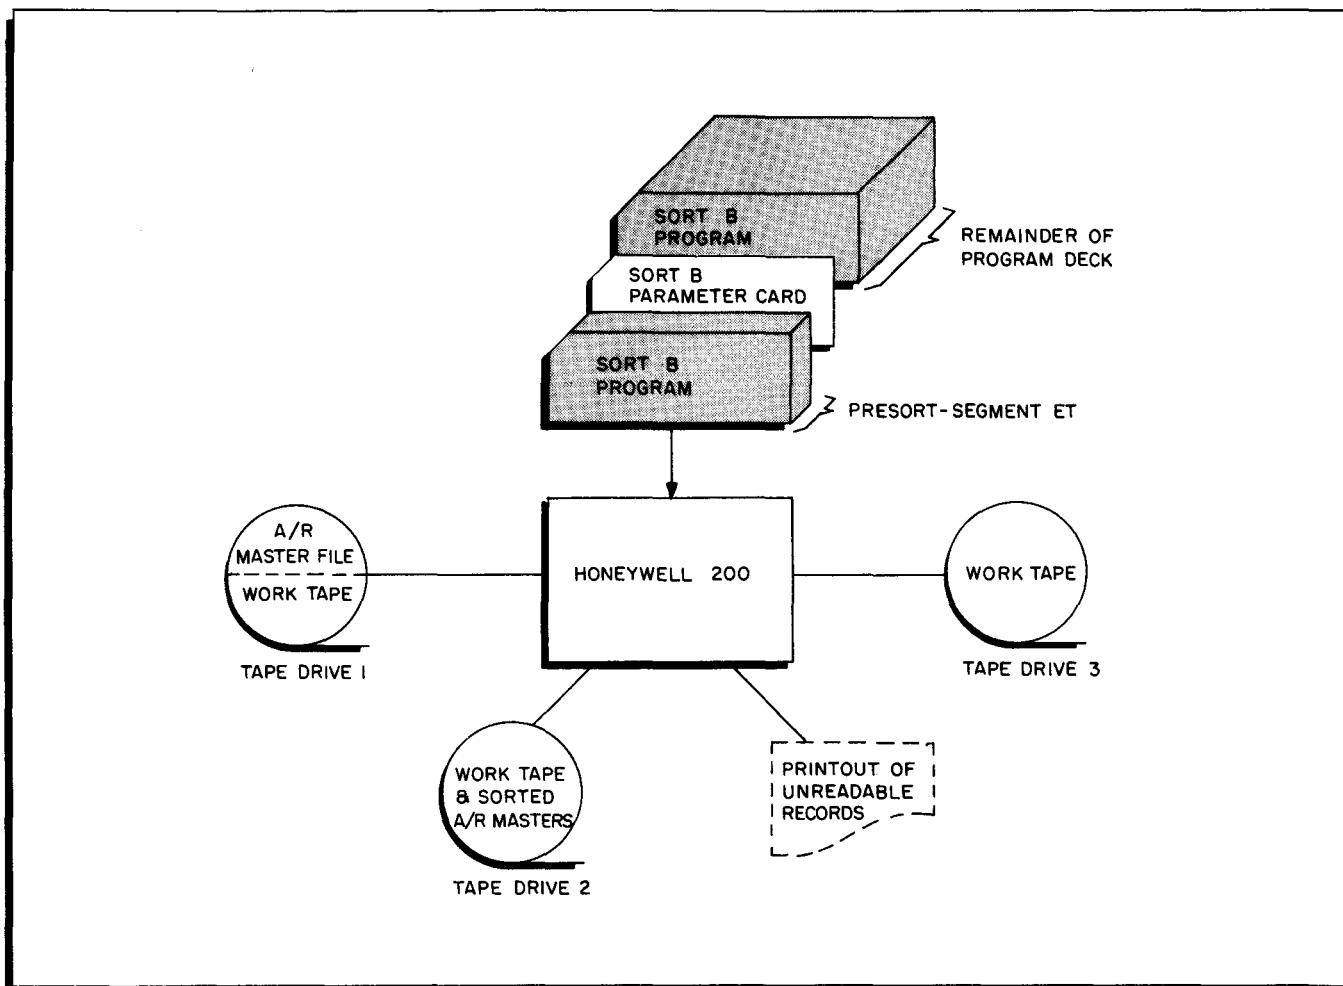 SORT B
PROGRAM
REMAINDER OF
PROGRAM DECK
SORT B
PARAMETER CARD
SORT B
PROGRAM
PRESORT-SEGMENT ET
A/R
MASTER FILE
WORK TAPE
TAPE DRIVE 1
HONEYWELL 200
WORK TAPE
TAPE DRIVE 3
WORK TAPE
& SORTED
A/R MASTERS
TAPE DRIVE 2
PRINTOUT OF
UNREADABLE
RECORDS